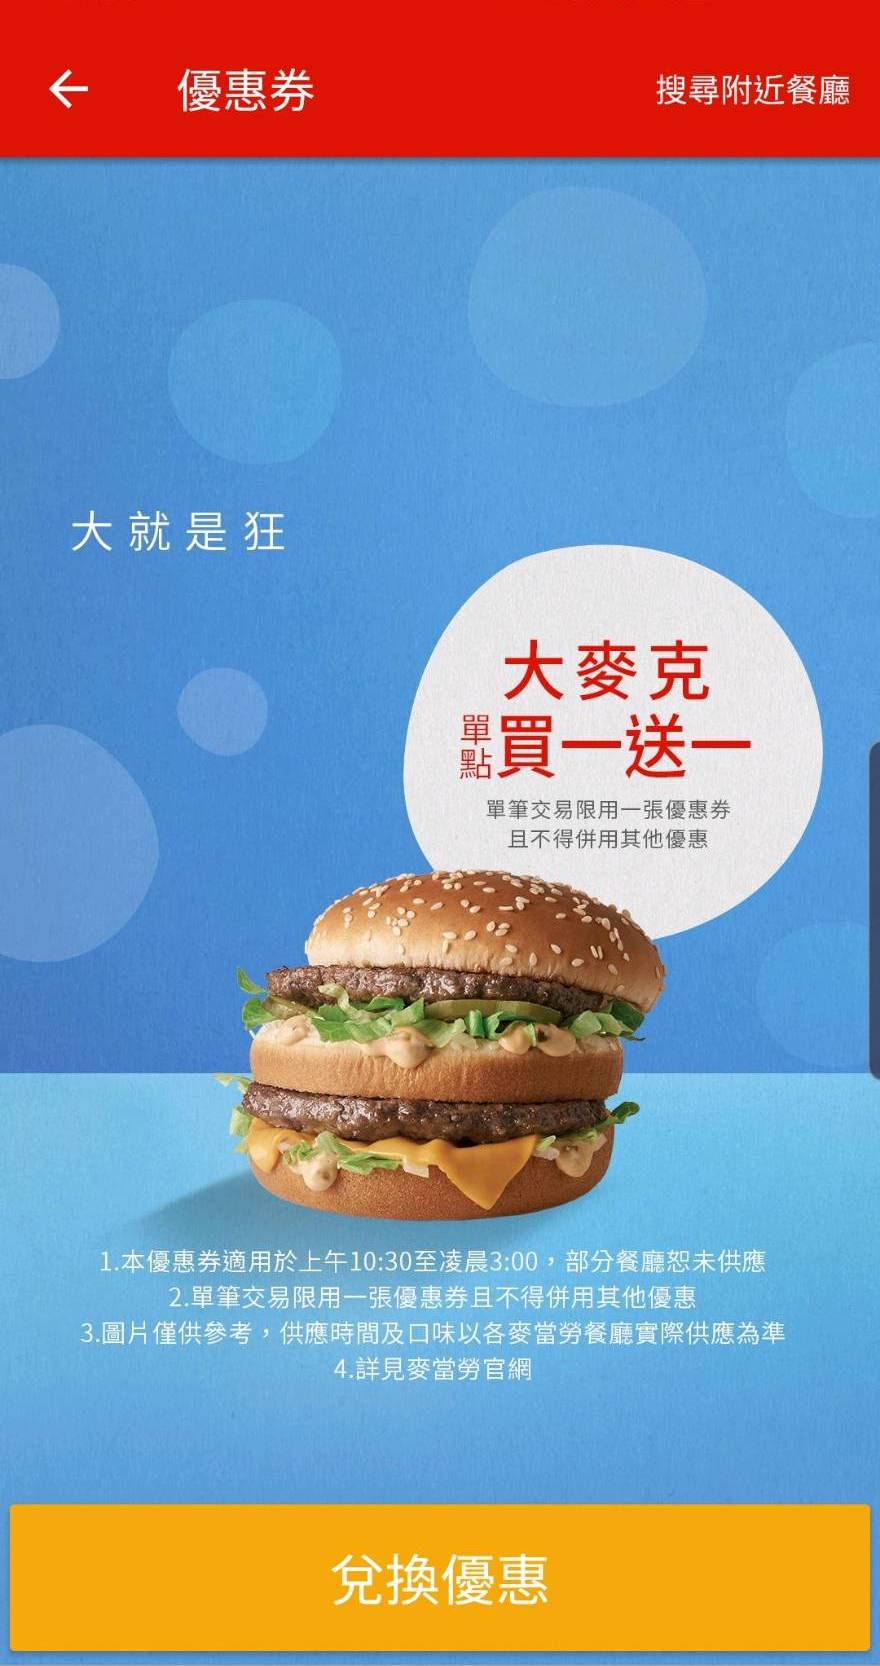 優惠券
搜尋附近餐廳
大就是狂
大麥克
單點買一送一
單筆交易限用一張優惠券
且不得併用其他優惠
1.本優惠券適用於上午10:30至凌晨3:00，部分餐廳恕未供應
2.單筆交易限用一張優惠券且不得併用其他優惠
3.圖片僅供參考，供應時間及口味以各麥當勞餐廳實際供應為準
4.詳見麥當勞官網
兌換優惠